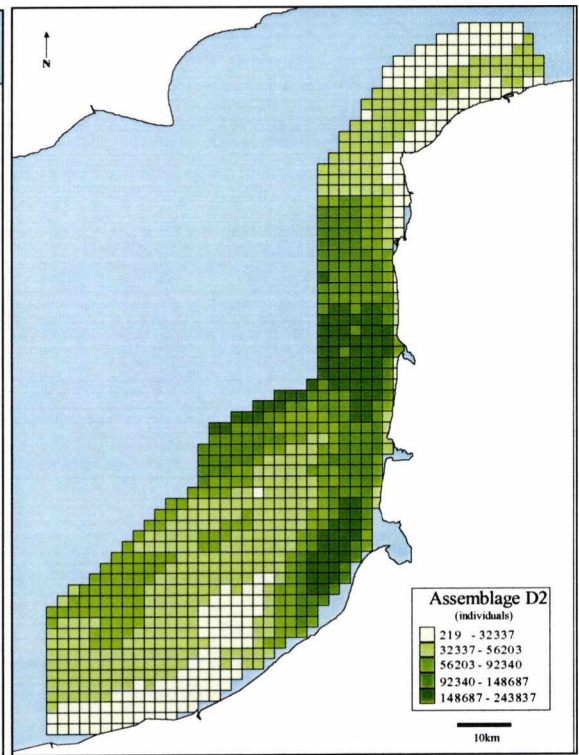 N
Assemblage D2
(individuals)
219 - 32337
32337 - 56203
56203 - 92340
92340 - 148687
148687 - 243837
10km